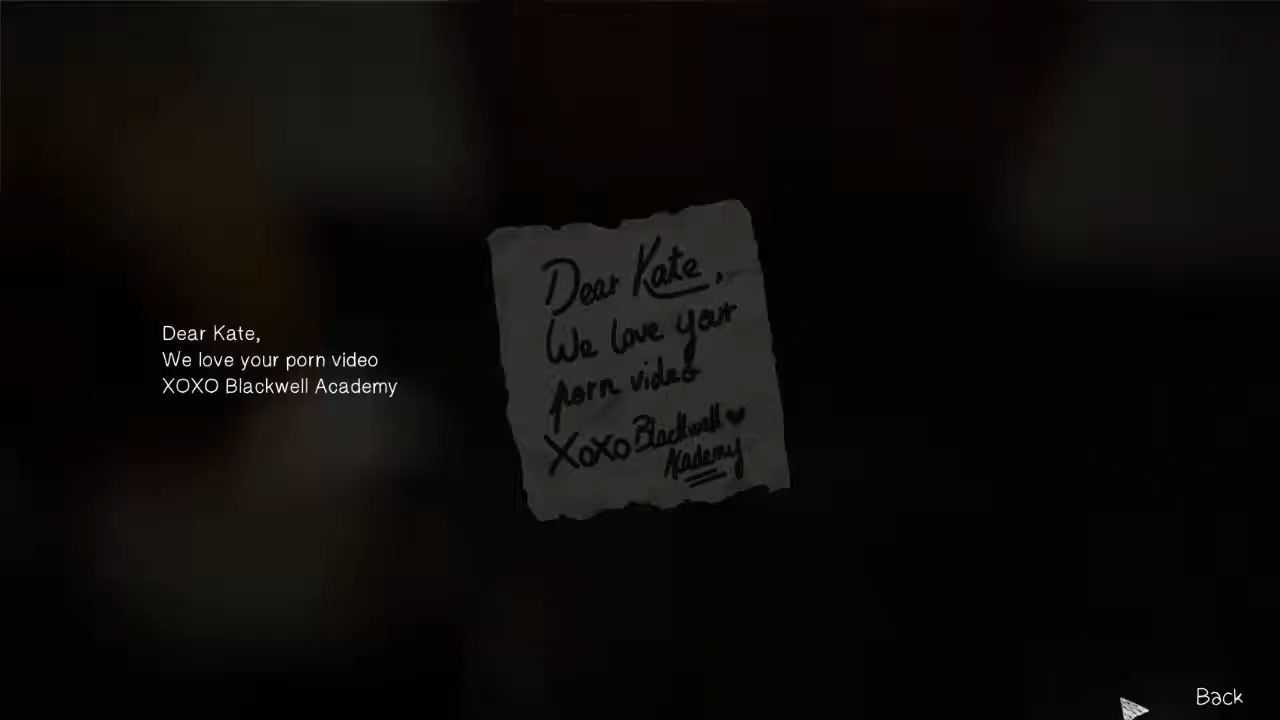 Dear Kate,
We love your porn video
XOXO Blackwell Academy
Dear Kate,
We love your
porn video
XoXo Blackwell
Academy
Back